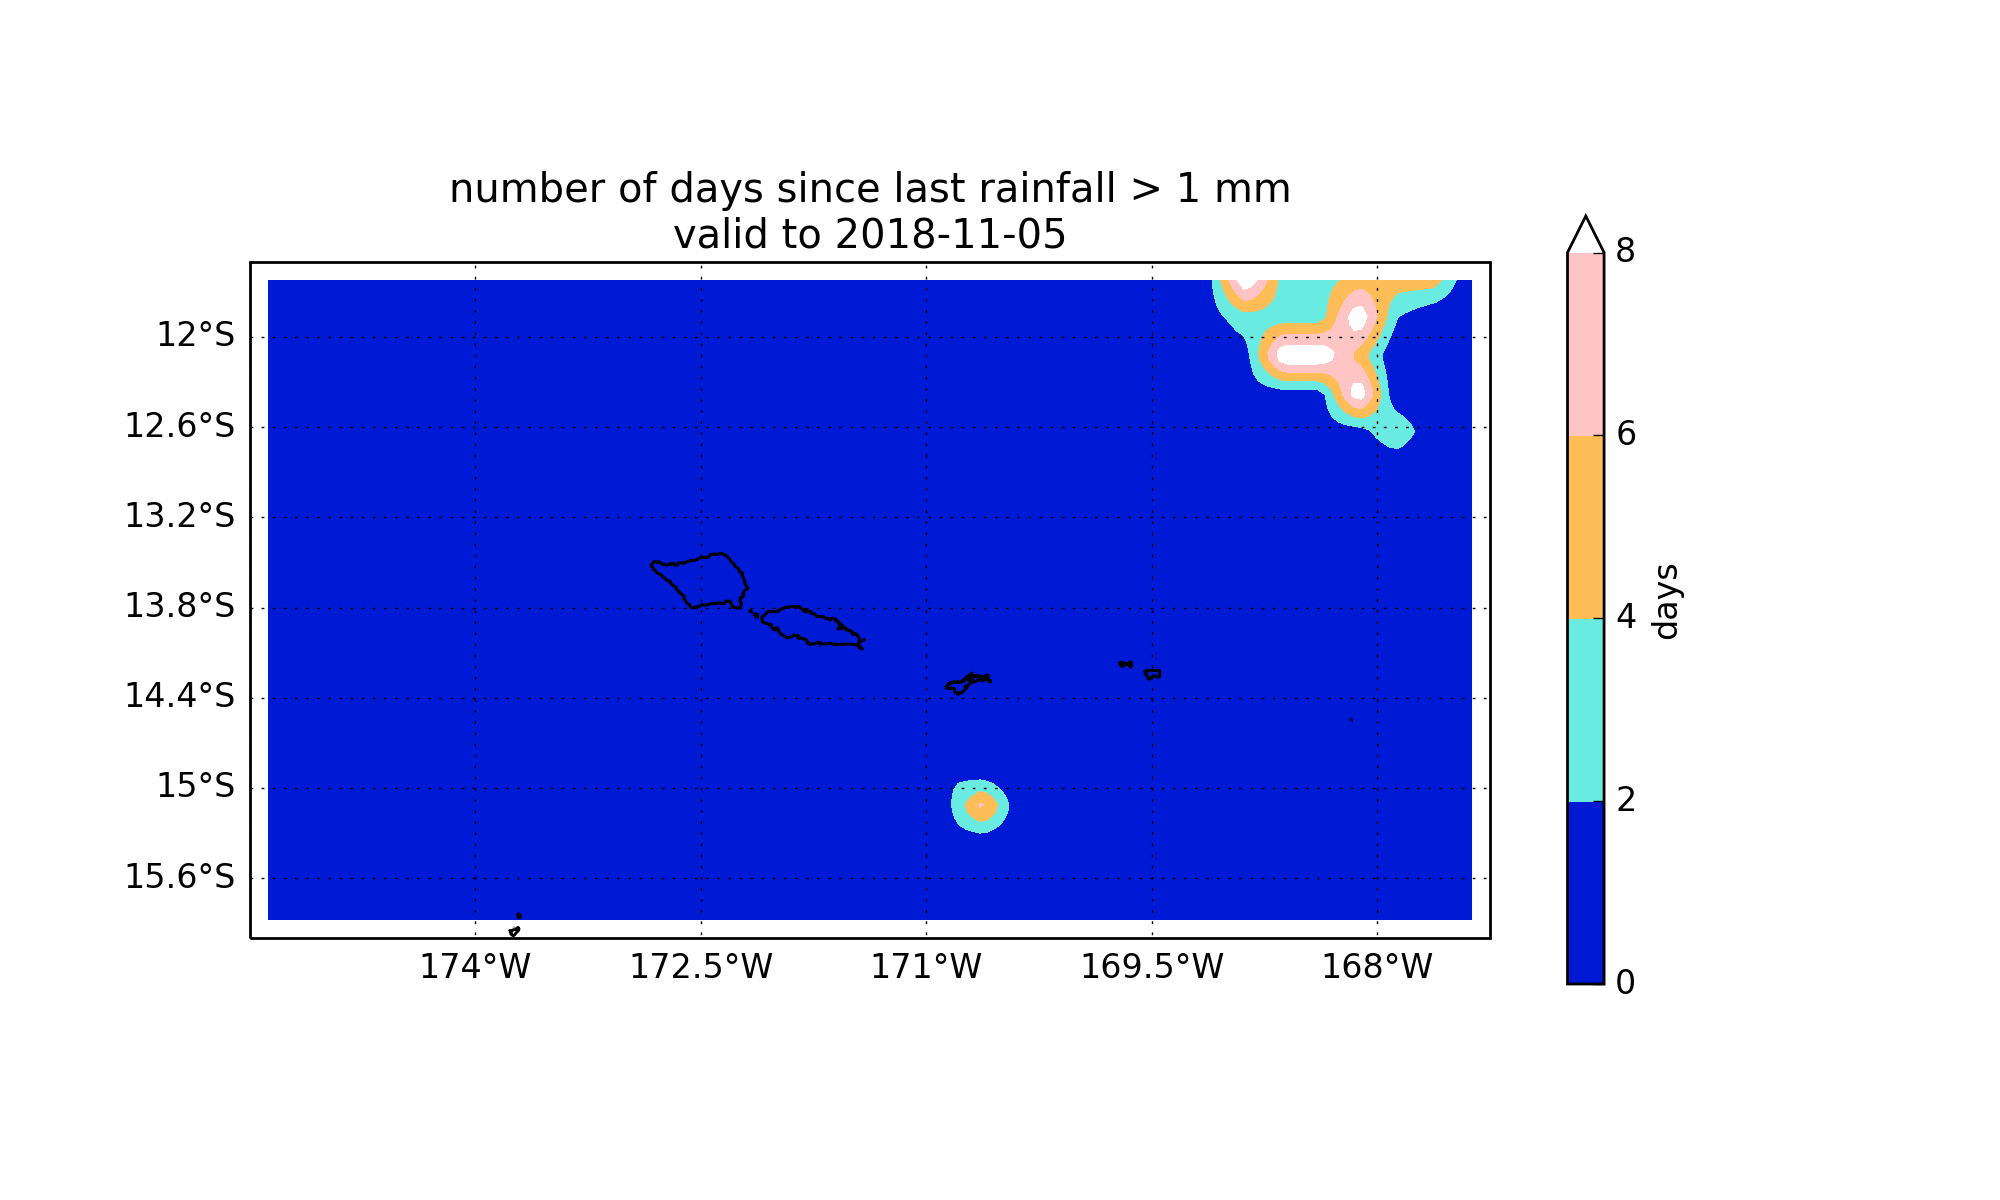 number of days since last rainfall > 1 mm
valid to 2018-11-05
12°S
12.6°S
13.2°S
13.8°S
14.4°S
15°S
15.6°S
174°W
172.5°W
171°W
169.5°W
168°W
8
6
4
2
0
days